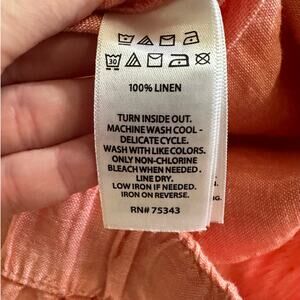 30
100% LINEN
TURN INSIDE OUT.
MACHINE WASH COOL -
DELICATE CYCLE.
WASH WITH LIKE COLORS.
ONLY NON-CHLORINE
BLEACH WHEN NEEDED .
LINE DRY.
LOW IRON IF NEEDED.
IRON ON REVERSE.
RN# 75343